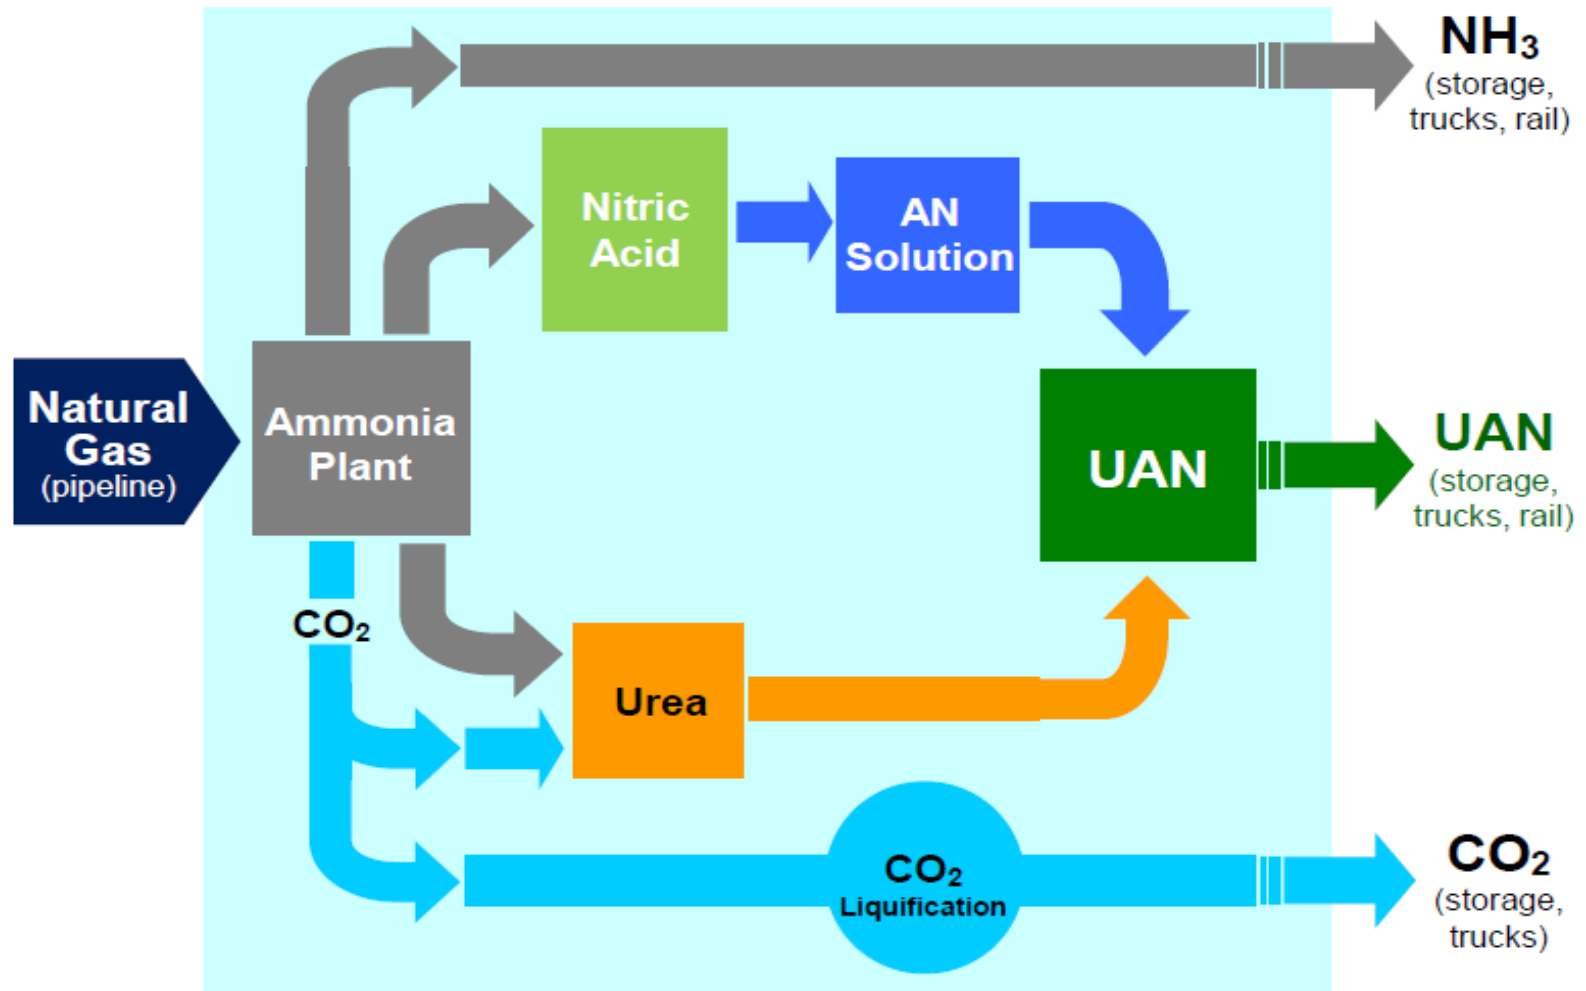 NH₃
(storage,
trucks, rail)
Nitric
Acid
AN
Solution
Natural
Gas
(pipeline)
Ammonia
Plant
UAN
UAN
(storage,
trucks, rail)
CO₂
Urea
CO₂
Liquification
CO₂
(storage,
trucks)